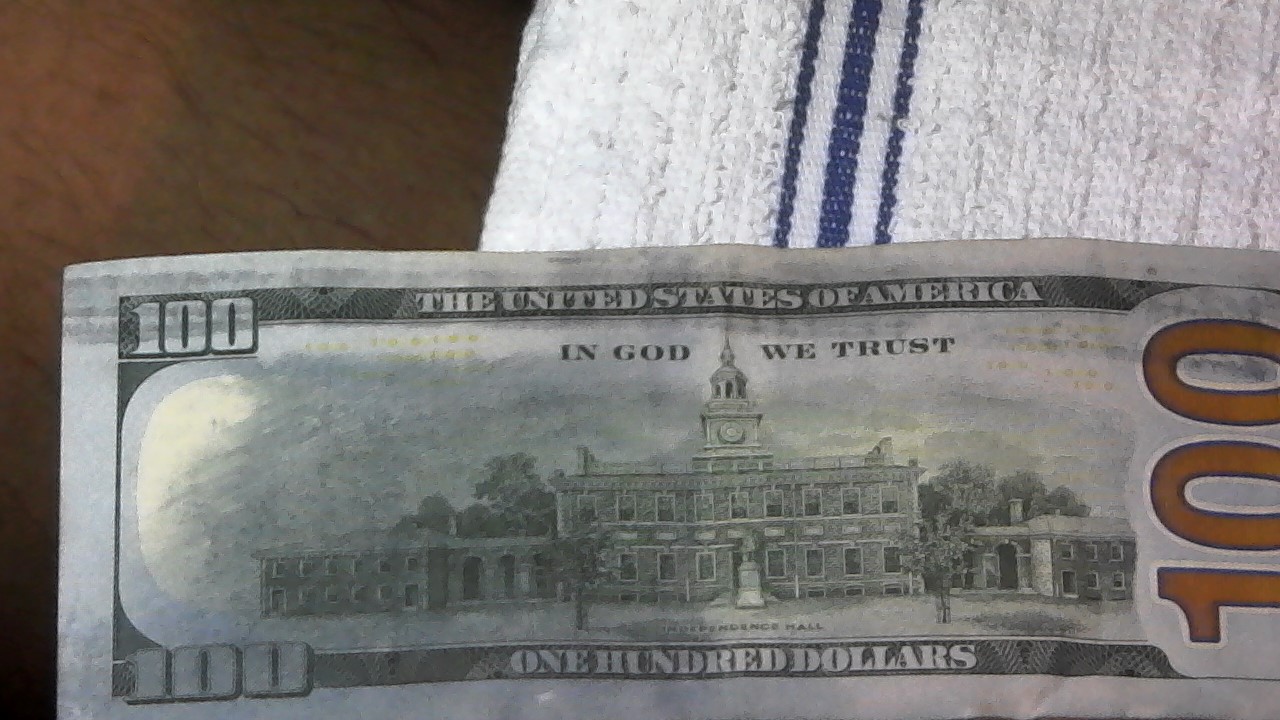 100
THE UNITED STATES OF AMERICA
IN GOD WE TRUST
100
INDEPENDENCE HALL
100
ONE HUNDRED DOLLARS